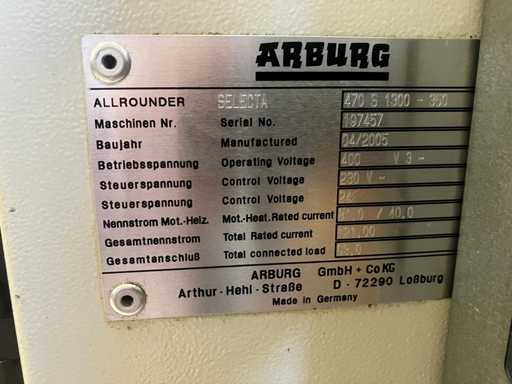 ARBURG
ALLROUNDER SELECTA 470 S 1300 - 350
Maschinen Nr. Serial No. 197457
Baujahr Manufactured 04/2005
Betriebsspannung Operating Voltage 400 V 3 ~
Steuerspannung Control Voltage 230 V ~
Steuerspannung Control Voltage
Nennstrom Mot.-Heiz. Mot.-Heat. Rated current / 40.0
Gesamtnennstrom Total Rated current
Gesamtanschluß Total connected load
ARBURG GmbH + Co KG
Arthur - Hehl - Straße D - 72290 Loßburg
Made in Germany